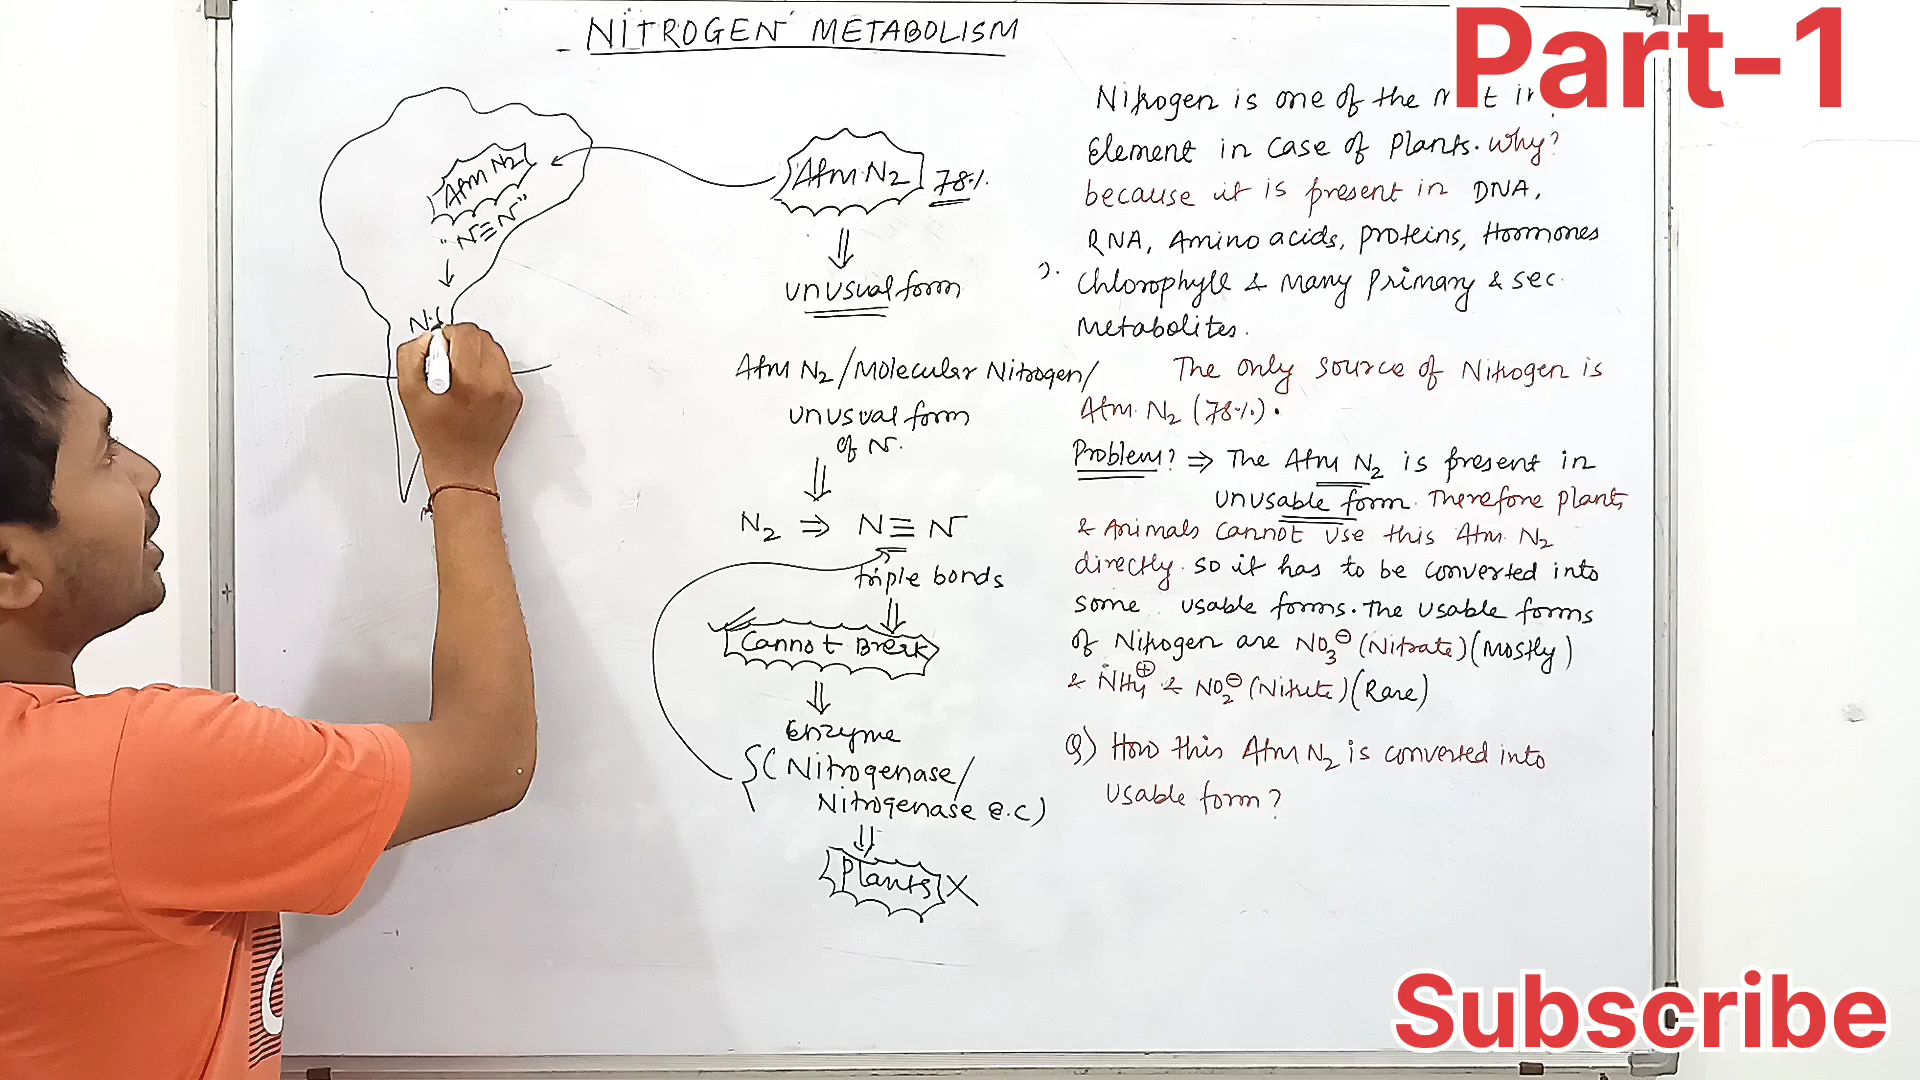 NITROGEN METABOLISM
Part-1
Atm N2
"N≡N"
N
Atm N2 78%
unusual form
Atm N2/Molecular Nitrogen/
unusual form
of N.
N2 ⇒ N≡N
triple bonds
Cannot Break
Enzyme
(Nitrogenase/
Nitrogenase e.c)
Plants X
Nitrogen is one of the
Element in case of Plants. Why?
because it is present in DNA,
RNA, Amino acids, Proteins, Hormones
Chlorophyll & Many Primary & sec.
Metabolites.
The only source of Nitrogen is
Atm. N2 (78%).
Problem? ⇒ The Atm N2 is present in
Unusable form. Therefore Plants
& Animals Cannot Use this Atm. N2
directly. so it has to be converted into
some usable forms. The usable forms
of Nitrogen are NO3⊖ (Nitrate) (Mostly)
& NH4⊕ & NO2⊖ (Nitrite) (Rare)
Q) How this Atm N2 is converted into
Usable form?
Subscribe